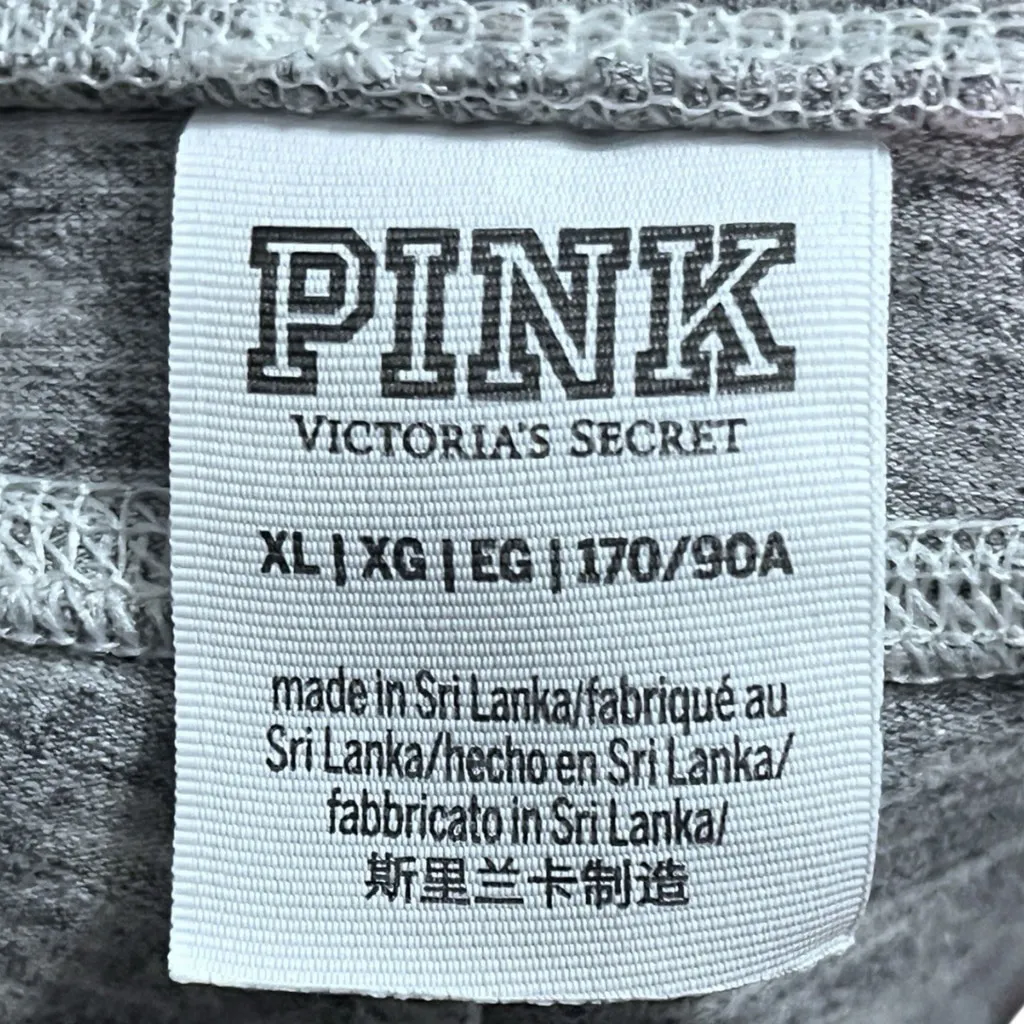 PINK
VICTORIA'S SECRET
XL | XG | EG | 170/90A
made in Sri Lanka/fabriqué au
Sri Lanka/hecho en Sri Lanka/
fabbricato in Sri Lanka/
斯里兰卡制造